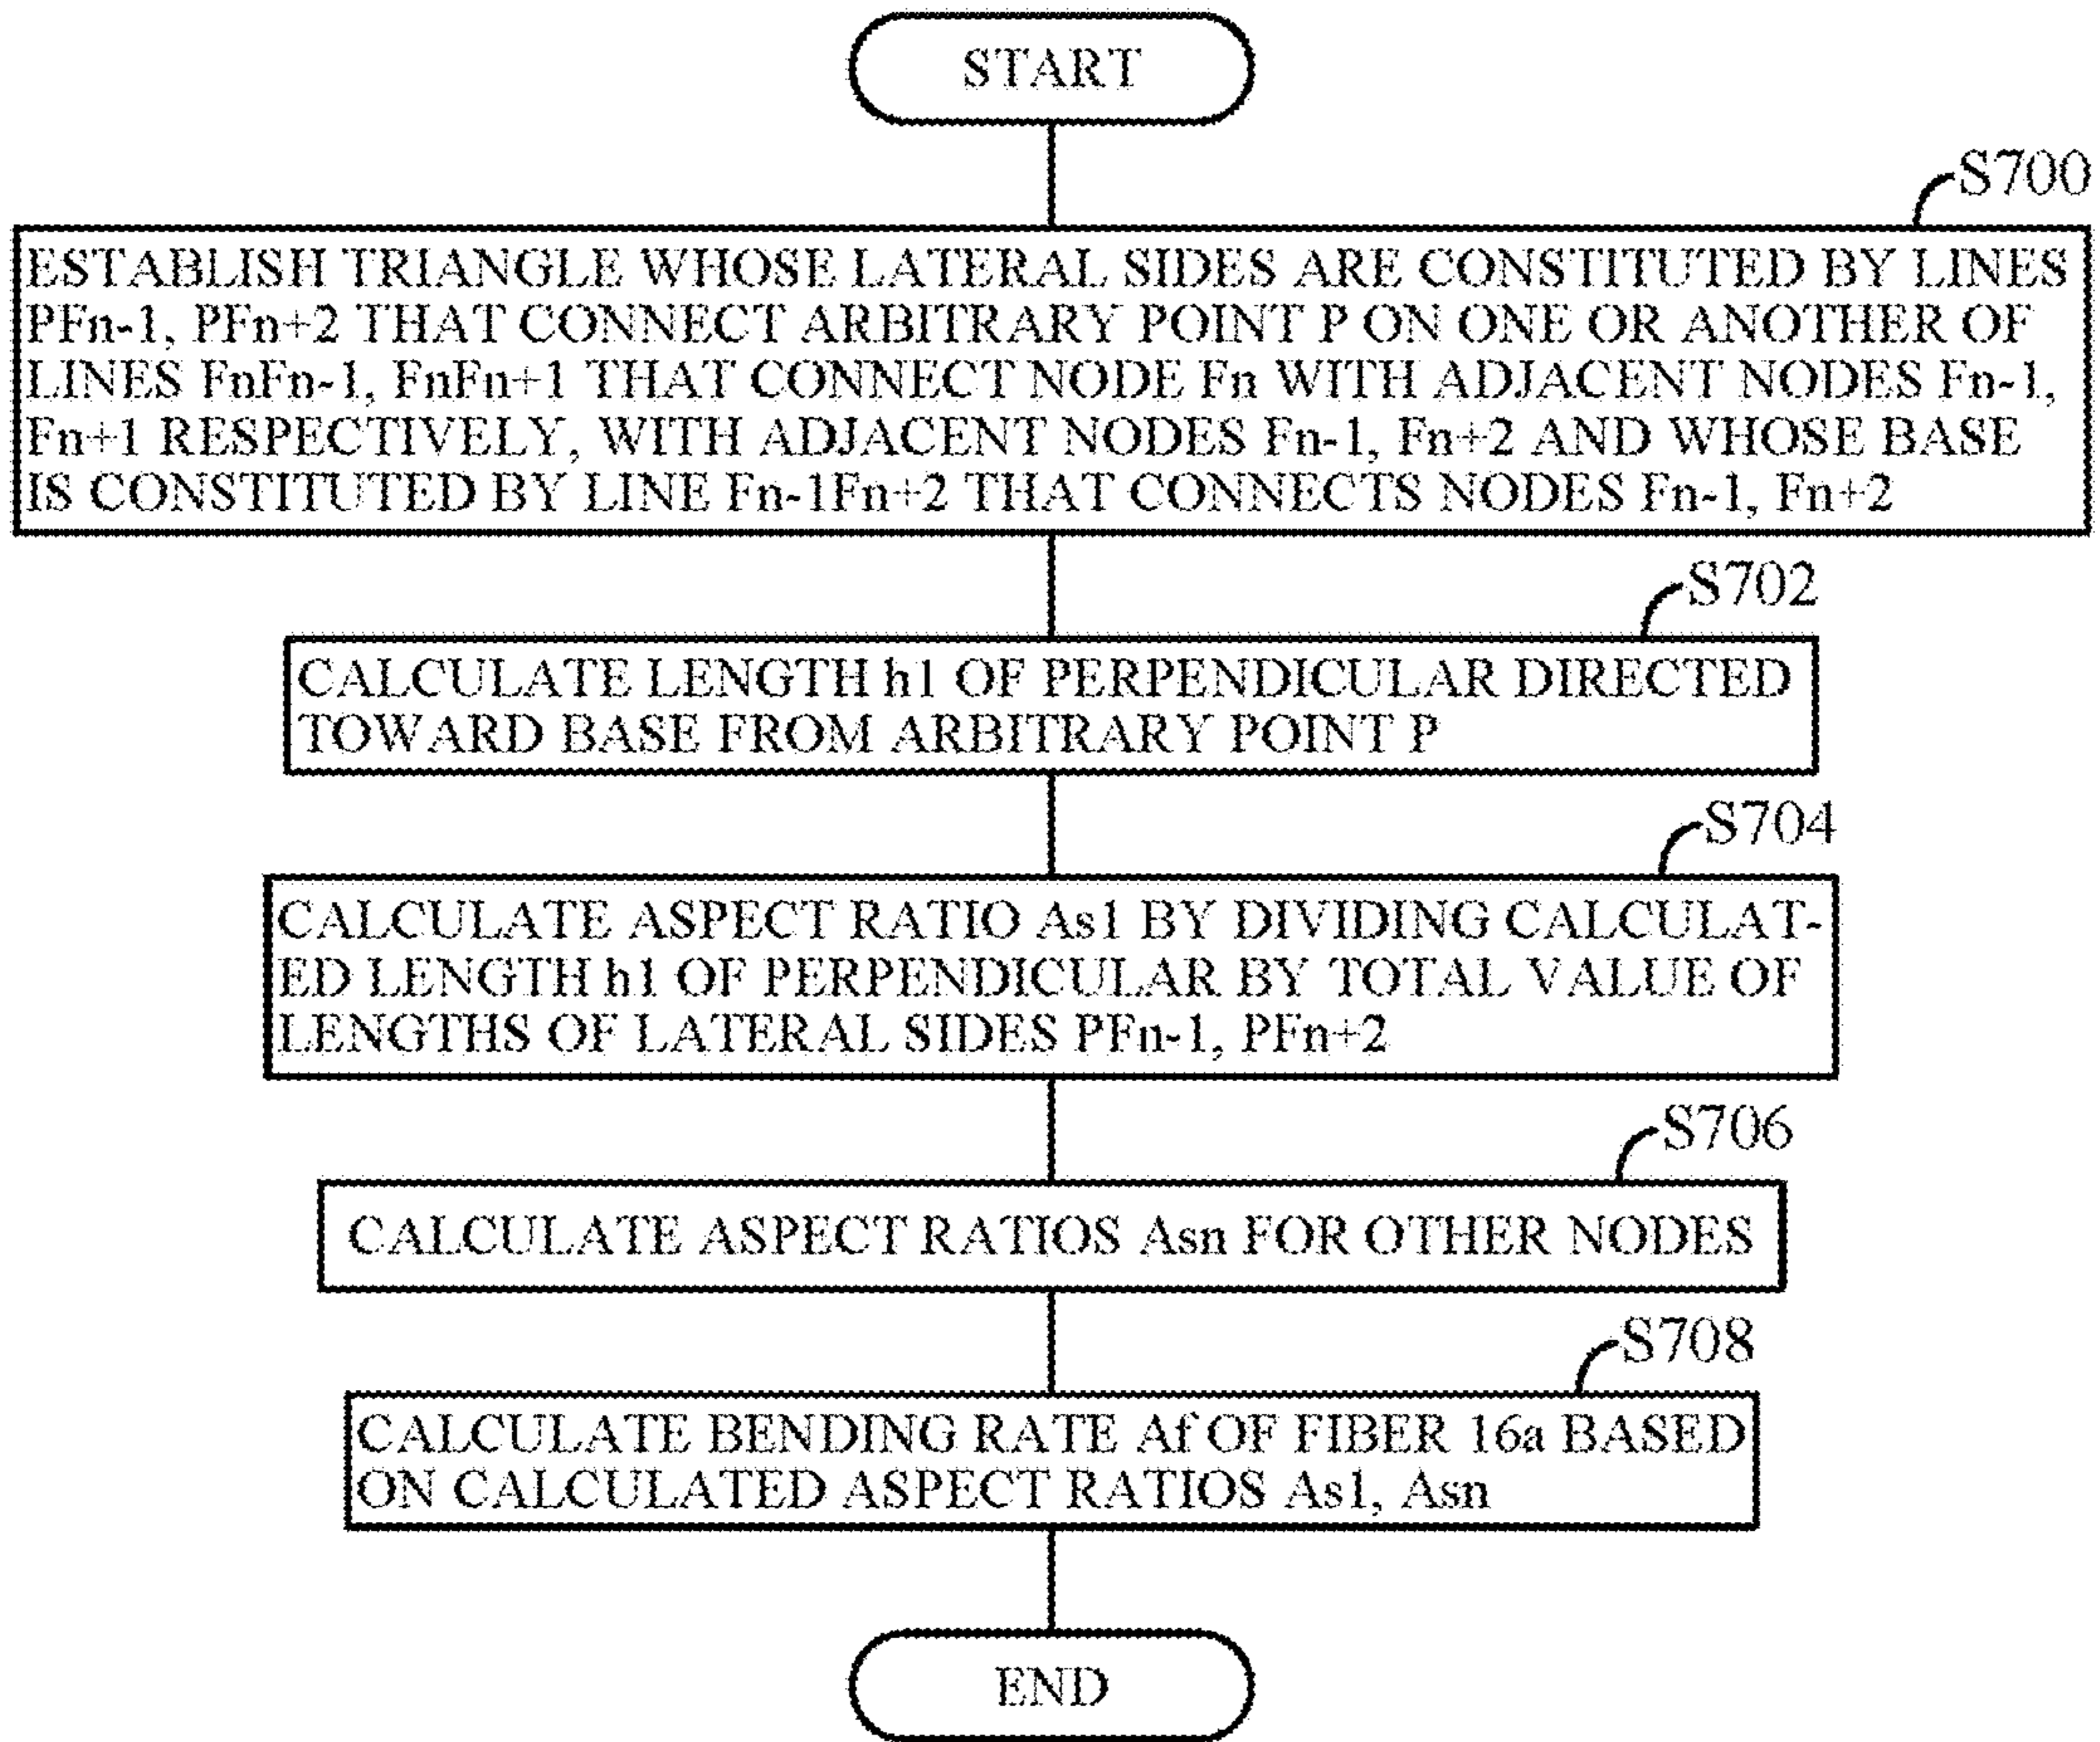 START
S700
ESTABLISH TRIANGLE WHOSE LATERAL SIDES ARE CONSTITUTED BY LINES
PFn-1, PFn+2 THAT CONNECT ARBITRARY POINT P ON ONE OR ANOTHER OF
LINES FnFn-1, FnFn+1 THAT CONNECT NODE Fn WITH ADJACENT NODES Fn-1,
Fn+1 RESPECTIVELY, WITH ADJACENT NODES Fn-1, Fn+2 AND WHOSE BASE
IS CONSTITUTED BY LINE Fn-1Fn+2 THAT CONNECTS NODES Fn-1, Fn+2
S702
CALCULATE LENGTH h1 OF PERPENDICULAR DIRECTED
TOWARD BASE FROM ARBITRARY POINT P
S704
CALCULATE ASPECT RATIO As1 BY DIVIDING CALCULAT-
ED LENGTH h1 OF PERPENDICULAR BY TOTAL VALUE OF
LENGTHS OF LATERAL SIDES PFn-1, PFn+2
S706
CALCULATE ASPECT RATIOS Asn FOR OTHER NODES
S708
CALCULATE BENDING RATE Af OF FIBER 16a BASED
ON CALCULATED ASPECT RATIOS As1, Asn
END